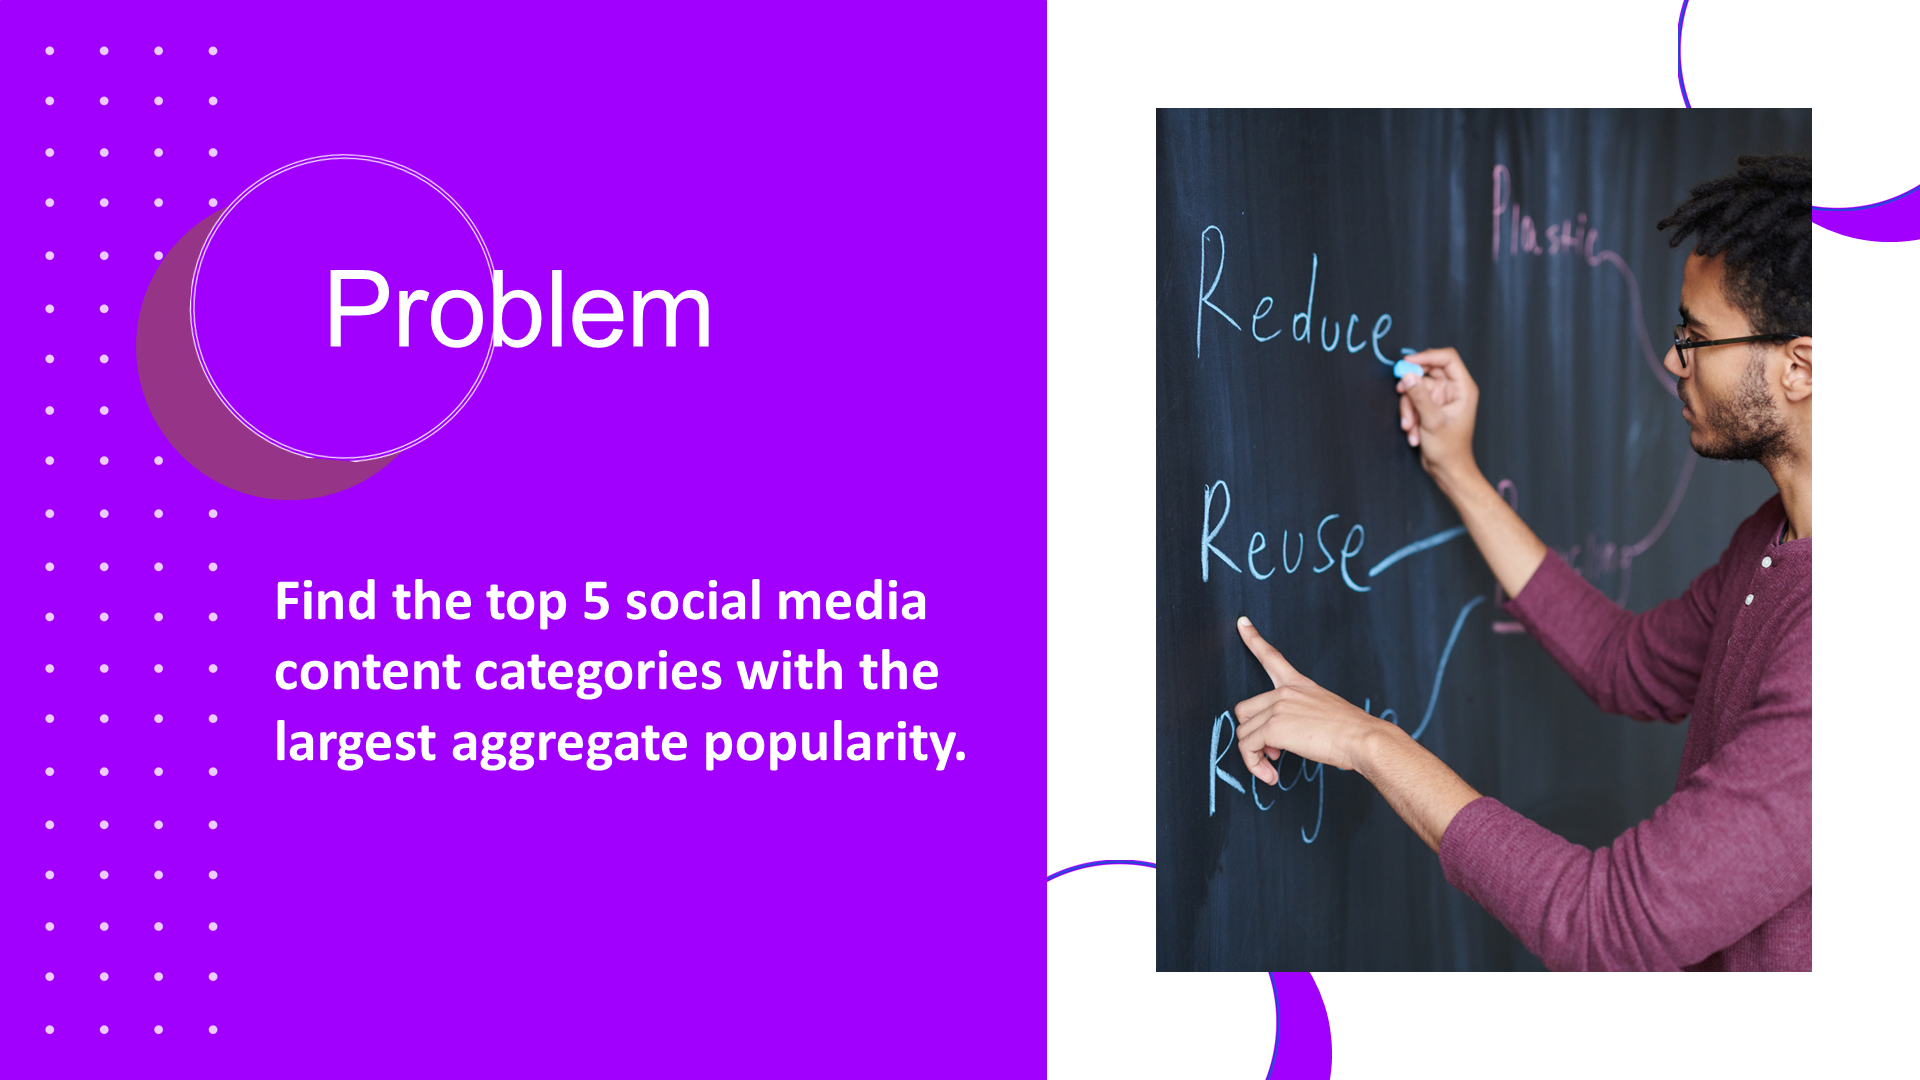 Problem
Find the top 5 social media
content categories with the
largest aggregate popularity.
Plastic
Reduce
Reuse